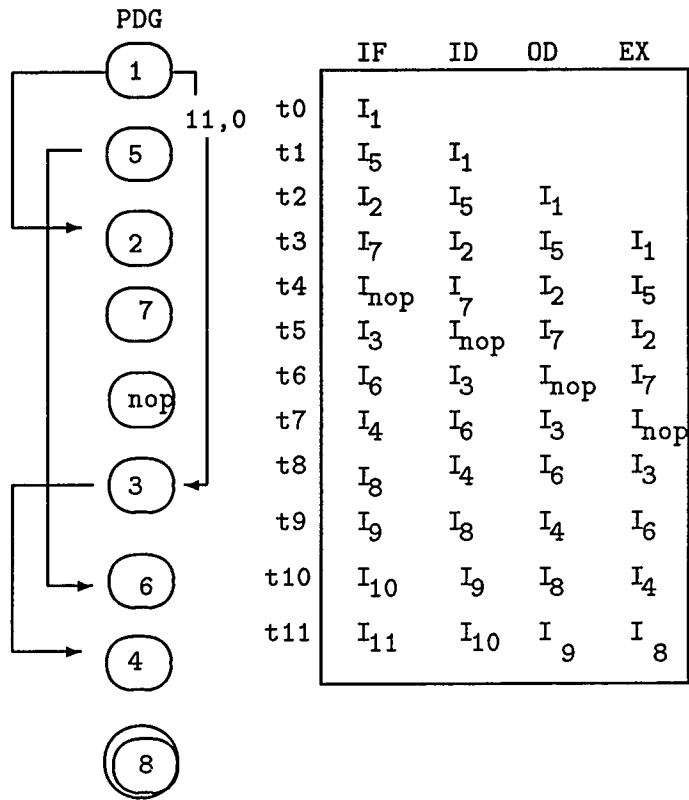 PDG
1
11,0
5
2
7
nop
3
6
4
8
IF ID OD EX
t0 I1
t1 I5 I1
t2 I2 I5 I1
t3 I7 I2 I5 I1
t4 Inop I7 I2 I5
t5 I3 Inop I7 I2
t6 I6 I3 Inop I7
t7 I4 I6 I3 Inop
t8 I8 I4 I6 I3
t9 I9 I8 I4 I6
t10 I10 I9 I8 I4
t11 I11 I10 I9 I8